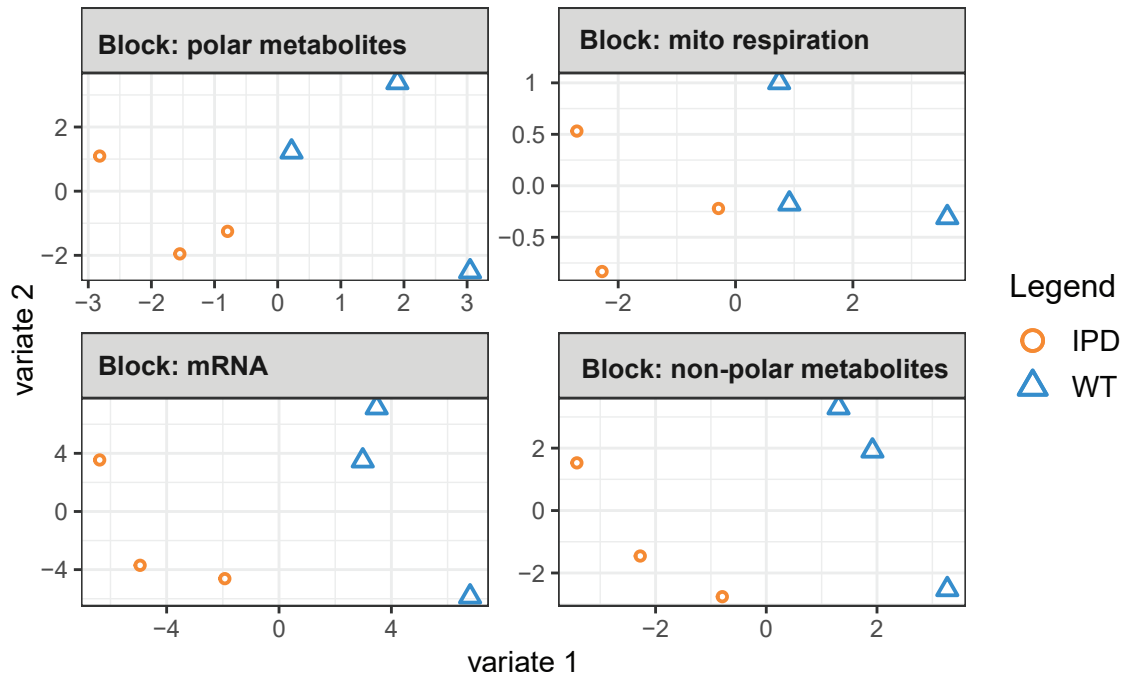 Block: polar metabolites
Block: mito respiration
2
0
−2
−3 −2 −1 0 1 2 3
1
0.5
0.0
−0.5
−2 0 2
variate 2
Legend
IPD
WT
Block: mRNA
Block: non-polar metabolites
4
0
−4
−4 0 4
2
0
−2
−2 0 2
variate 1